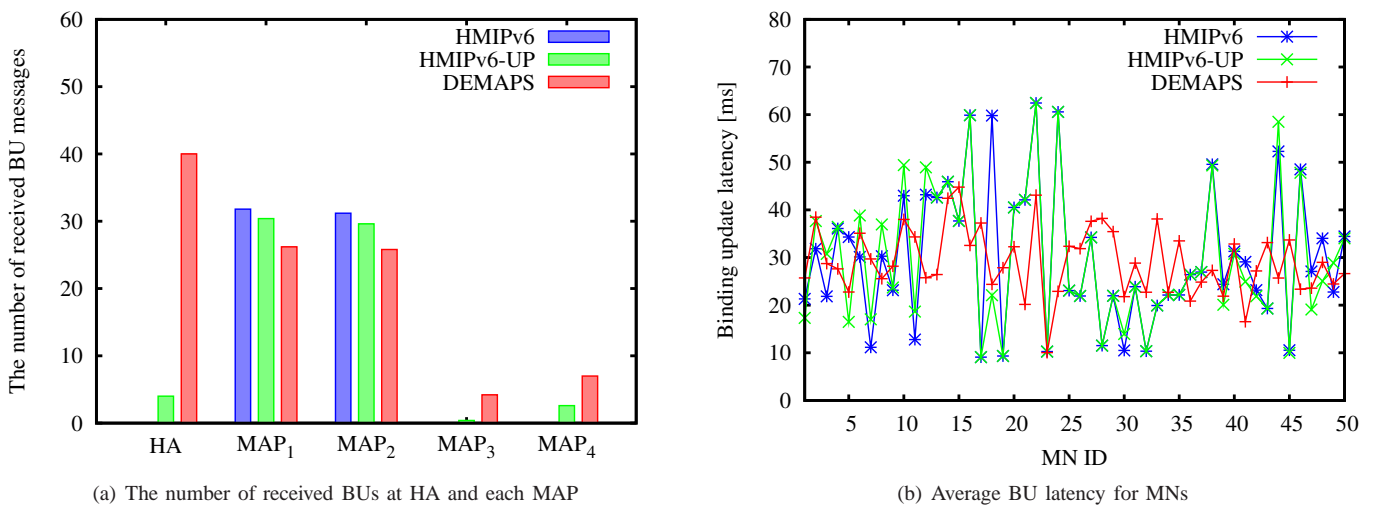 The number of received BU messages
60
50
40
30
20
10
0
HMIPv6
HMIPv6-UP
DEMAPS
HA MAP1 MAP2 MAP3 MAP4
(a) The number of received BUs at HA and each MAP
Binding update latency [ms]
80
70
60
50
40
30
20
10
0
HMIPv6
HMIPv6-UP
DEMAPS
5 10 15 20 25 30 35 40 45 50
MN ID
(b) Average BU latency for MNs